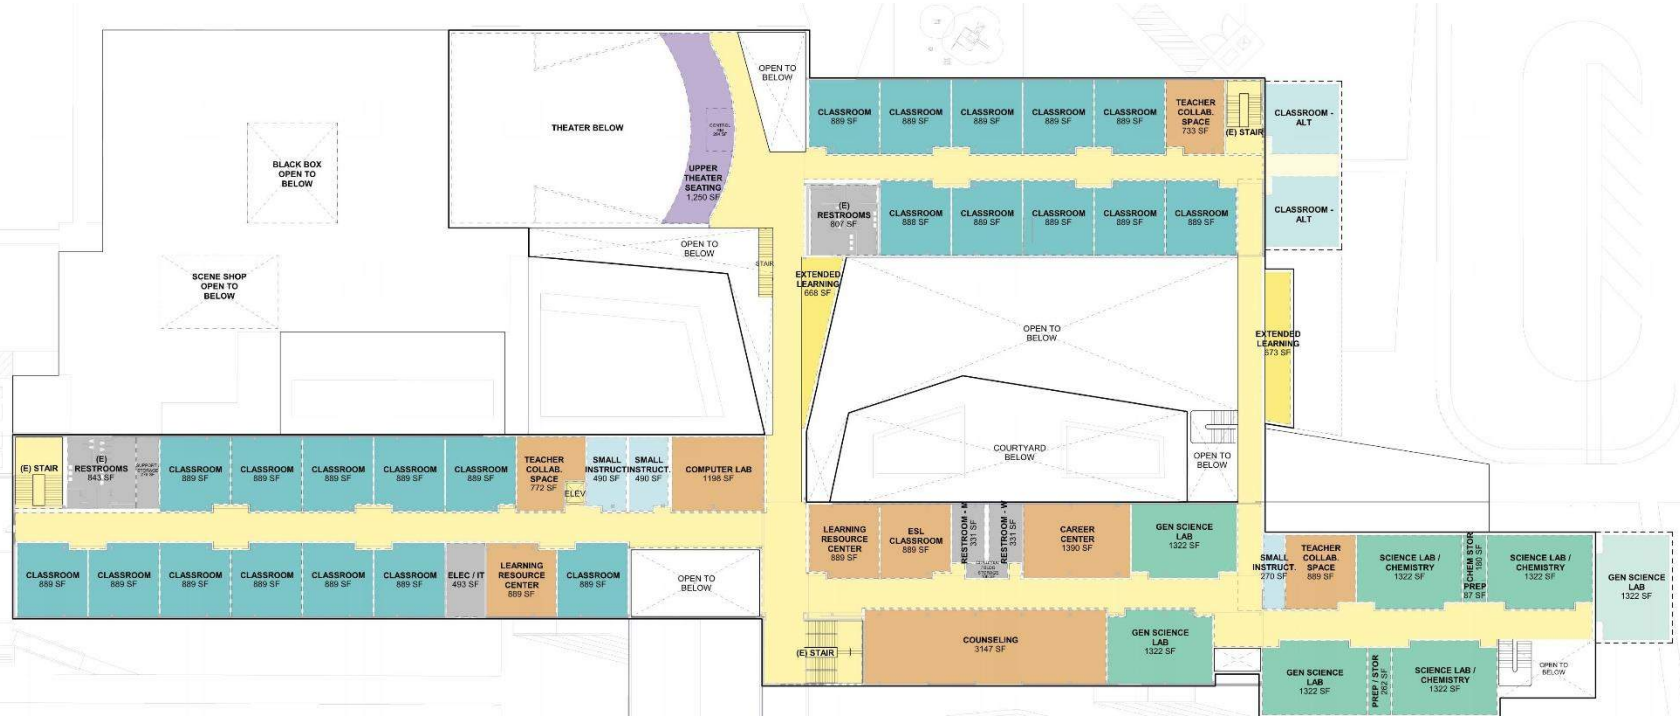 OPEN TO
BELOW
THEATER BELOW
UPPER
THEATER
SEATING
1,250 SF
BLACK BOX
OPEN TO
BELOW
SCENE SHOP
OPEN TO
BELOW
OPEN TO
BELOW
STAIR
CLASSROOM
889 SF
CLASSROOM
889 SF
CLASSROOM
889 SF
CLASSROOM
889 SF
CLASSROOM
889 SF
TEACHER
COLLAB.
SPACE
733 SF
(E) STAIR
CLASSROOM -
ALT
(E)
RESTROOMS
807 SF
CLASSROOM
888 SF
CLASSROOM
889 SF
CLASSROOM
889 SF
CLASSROOM
889 SF
CLASSROOM
889 SF
CLASSROOM -
ALT
EXTENDED
LEARNING
668 SF
OPEN TO
BELOW
EXTENDED
LEARNING
573 SF
COURTYARD
BELOW
OPEN TO
BELOW
(E) STAIR
(E)
RESTROOMS
843 SF
CLASSROOM
889 SF
CLASSROOM
889 SF
CLASSROOM
889 SF
CLASSROOM
889 SF
CLASSROOM
889 SF
TEACHER
COLLAB.
SPACE
772 SF
ELEV
SMALL
INSTRUCT.
490 SF
SMALL
INSTRUCT.
490 SF
COMPUTER LAB
1198 SF
CLASSROOM
889 SF
CLASSROOM
889 SF
CLASSROOM
889 SF
CLASSROOM
889 SF
CLASSROOM
889 SF
CLASSROOM
889 SF
ELEC / IT
493 SF
LEARNING
RESOURCE
CENTER
889 SF
CLASSROOM
889 SF
OPEN TO
BELOW
LEARNING
RESOURCE
CENTER
889 SF
ESL
CLASSROOM
889 SF
RESTROOM - M
331 SF
RESTROOM - W
331 SF
CAREER
CENTER
1390 SF
GEN SCIENCE
LAB
1322 SF
(E) STAIR
COUNSELING
3147 SF
GEN SCIENCE
LAB
1322 SF
SMALL
INSTRUCT.
270 SF
TEACHER
COLLAB.
SPACE
889 SF
SCIENCE LAB /
CHEMISTRY
1322 SF
CHEM STOR
180 SF
PREP
87 SF
SCIENCE LAB /
CHEMISTRY
1322 SF
GEN SCIENCE
LAB
1322 SF
GEN SCIENCE
LAB
1322 SF
PREP / STOR
262 SF
SCIENCE LAB /
CHEMISTRY
1322 SF
OPEN TO
BELOW